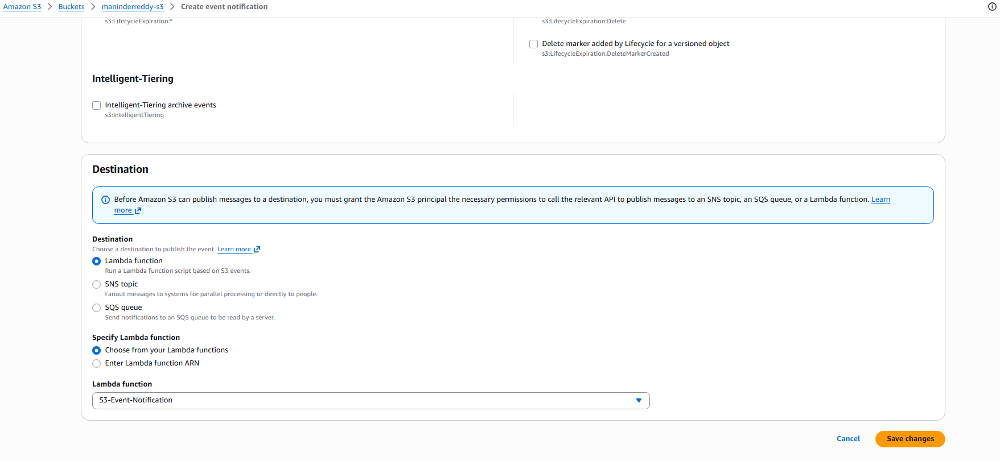 Amazon S3 > Buckets > maninderreddy-s3 > Create event notification
s3:LifecycleExpiration:*
s3:LifecycleExpiration:Delete
Delete marker added by Lifecycle for a versioned object
s3:LifecycleExpiration:DeleteMarkerCreated
Intelligent-Tiering
Intelligent-Tiering archive events
s3:IntelligentTiering
Destination
Before Amazon S3 can publish messages to a destination, you must grant the Amazon S3 principal the necessary permissions to call the relevant API to publish messages to an SNS topic, an SQS queue, or a Lambda function. Learn
more
Destination
Choose a destination to publish the event. Learn more
Lambda function
Run a Lambda function script based on S3 events.
SNS topic
Fanout messages to systems for parallel processing or directly to people.
SQS queue
Send notifications to an SQS queue to be read by a server.
Specify Lambda function
Choose from your Lambda functions
Enter Lambda function ARN
Lambda function
S3-Event-Notification
Cancel
Save changes